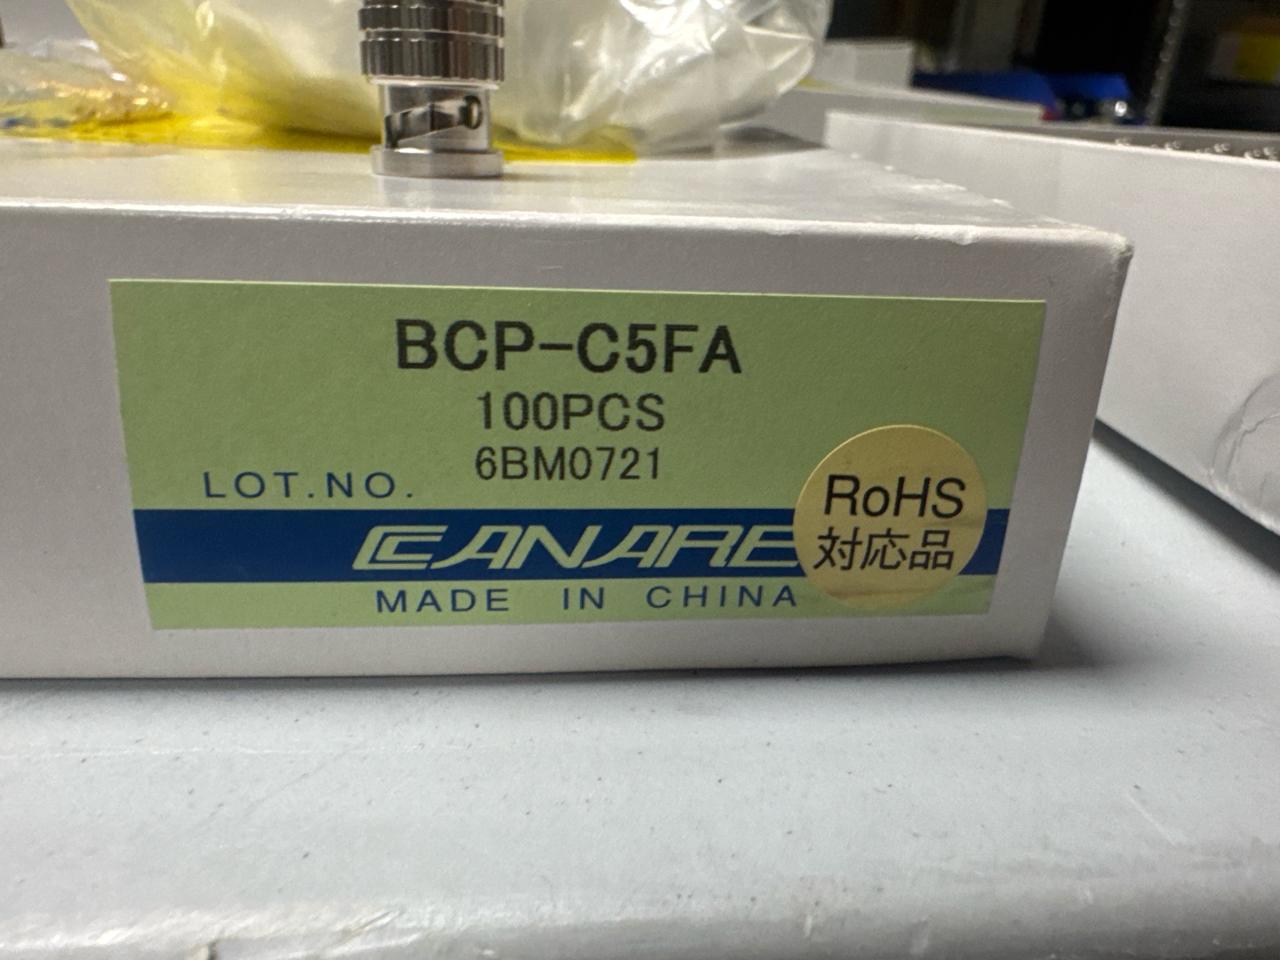 BCP-C5FA
100PCS
LOT.NO. 6BM0721
CANARE
MADE IN CHINA
RoHS
対応品